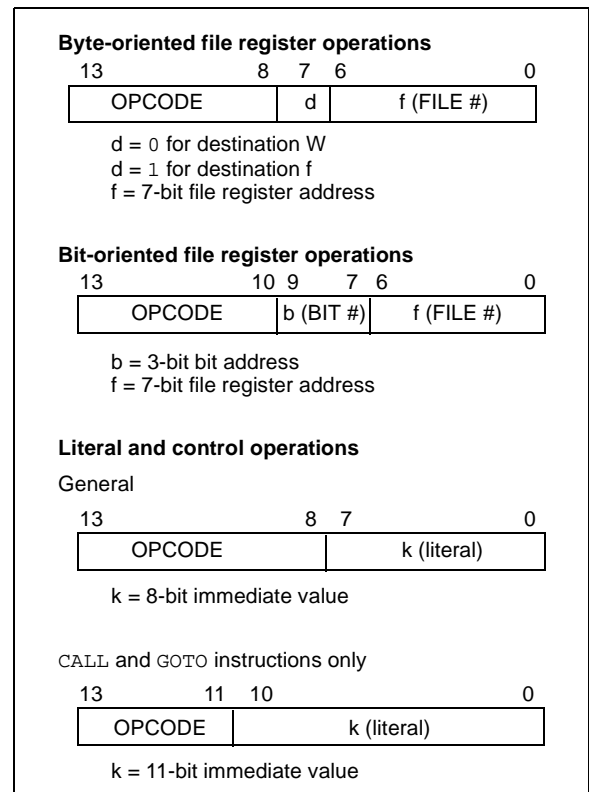 Byte-oriented file register operations
13 8 7 6 0
OPCODE d f (FILE #)
d = 0 for destination W
d = 1 for destination f
f = 7-bit file register address
Bit-oriented file register operations
13 10 9 7 6 0
OPCODE b (BIT #) f (FILE #)
b = 3-bit bit address
f = 7-bit file register address
Literal and control operations
General
13 8 7 0
OPCODE k (literal)
k = 8-bit immediate value
CALL and GOTO instructions only
13 11 10 0
OPCODE k (literal)
k = 11-bit immediate value